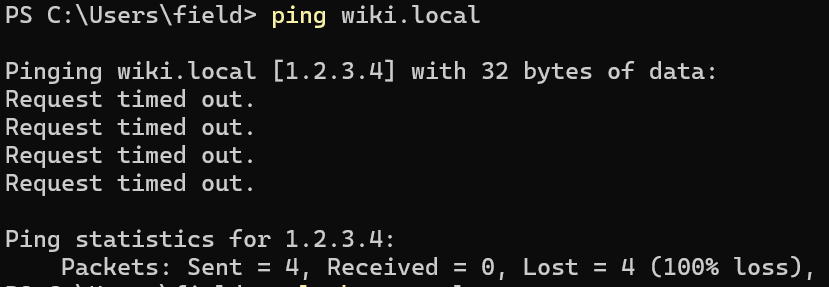 PS C:\Users\field> ping wiki.local
Pinging wiki.local [1.2.3.4] with 32 bytes of data:
Request timed out.
Request timed out.
Request timed out.
Request timed out.
Ping statistics for 1.2.3.4:
Packets: Sent = 4, Received = 0, Lost = 4 (100% loss),